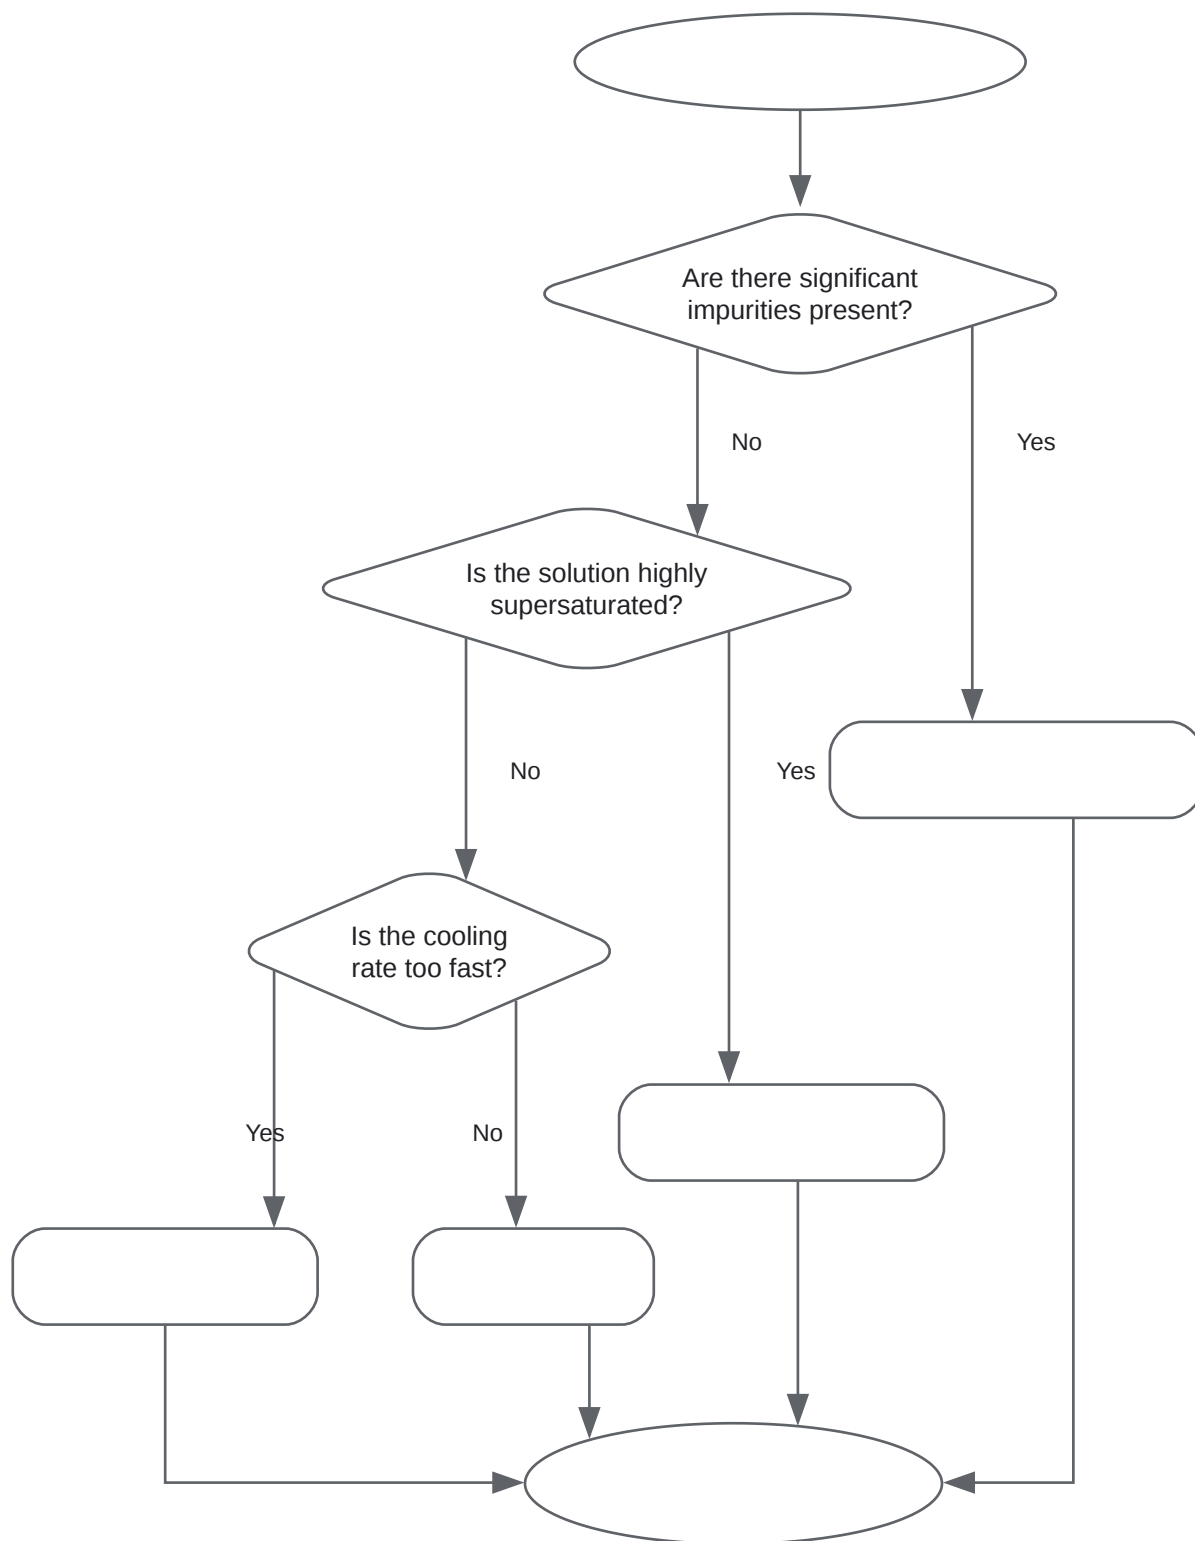 Are there significant
impurities present?
No
Yes
Is the solution highly
supersaturated?
No
Yes
Is the cooling
rate too fast?
Yes
No